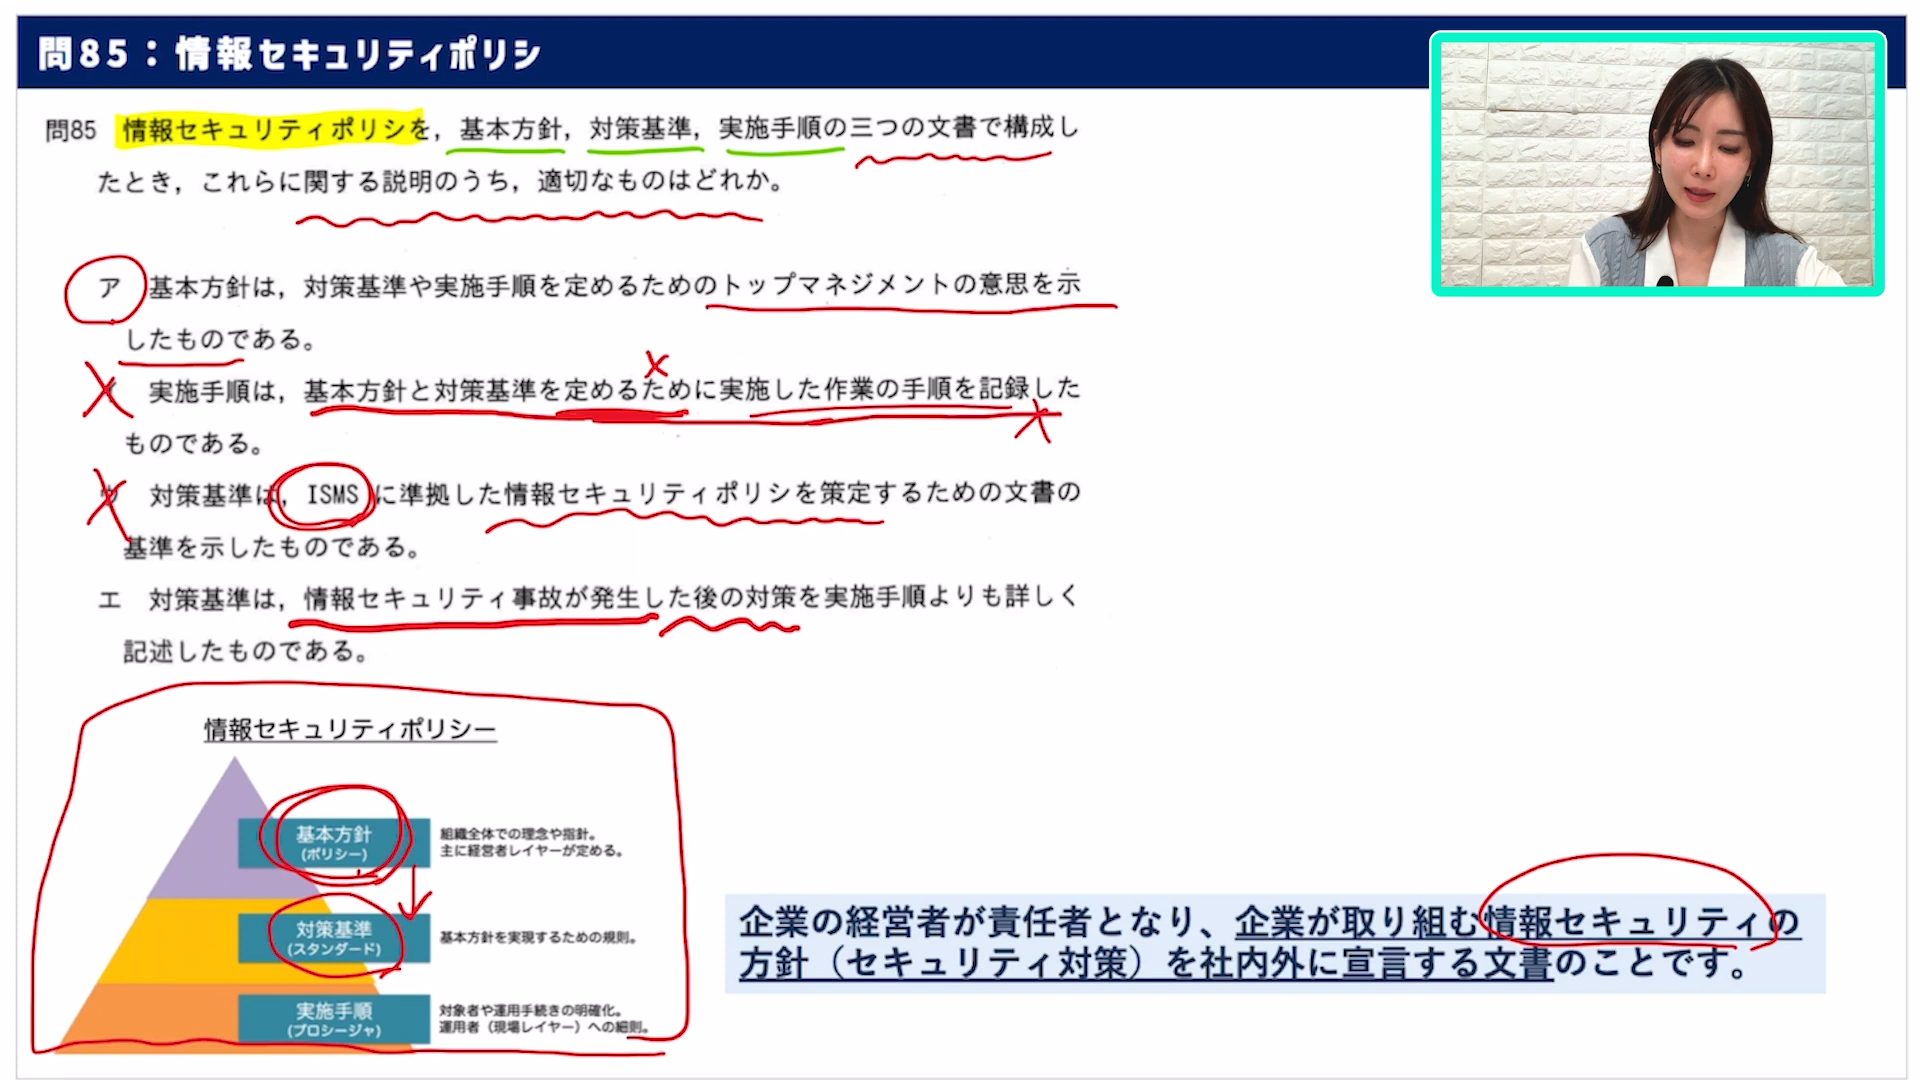 問85：情報セキュリティポリシ
問85　情報セキュリティポリシを，基本方針，対策基準，実施手順の三つの文書で構成し
たとき，これらに関する説明のうち，適切なものはどれか。
ア　基本方針は，対策基準や実施手順を定めるためのトップマネジメントの意思を示
したものである。
イ　実施手順は，基本方針と対策基準を定めるために実施した作業の手順を記録した
ものである。
ウ　対策基準は，ISMSに準拠した情報セキュリティポリシを策定するための文書の
基準を示したものである。
エ　対策基準は，情報セキュリティ事故が発生した後の対策を実施手順よりも詳しく
記述したものである。
情報セキュリティポリシー
基本方針
(ポリシー)
組織全体での理念や指針。
主に経営者レイヤーが定める。
対策基準
(スタンダード)
基本方針を実現するための規則。
実施手順
(プロシージャ)
対象者や運用手続きの明確化。
運用者（現場レイヤー）への細則。
企業の経営者が責任者となり、企業が取り組む情報セキュリティの
方針（セキュリティ対策）を社内外に宣言する文書のことです。